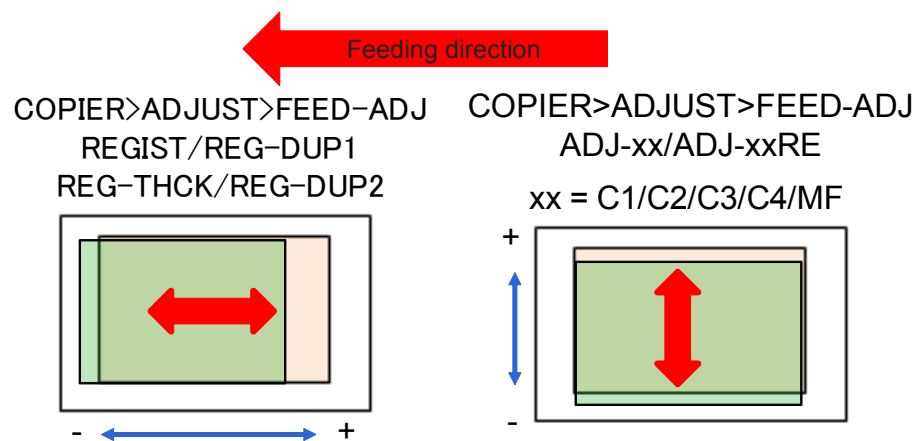 Feeding direction
COPIER>ADJUST>FEED-ADJ
REGIST/REG-DUP1
REG-THCK/REG-DUP2
- +
COPIER>ADJUST>FEED-ADJ
ADJ-xx/ADJ-xxRE
xx = C1/C2/C3/C4/MF
+
-